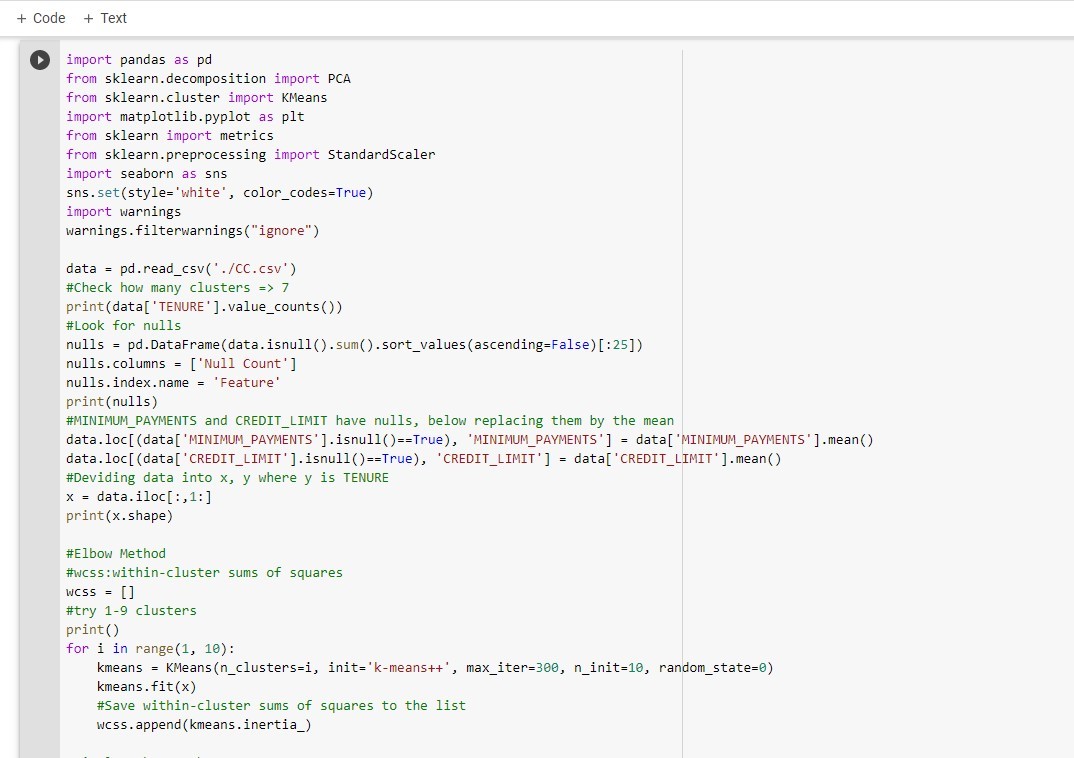 + Code + Text
import pandas as pd
from sklearn.decomposition import PCA
from sklearn.cluster import KMeans
import matplotlib.pyplot as plt
from sklearn import metrics
from sklearn.preprocessing import StandardScaler
import seaborn as sns
sns.set(style='white', color_codes=True)
import warnings
warnings.filterwarnings("ignore")
data = pd.read_csv('./CC.csv')
#Check how many clusters => 7
print(data['TENURE'].value_counts())
#Look for nulls
nulls = pd.DataFrame(data.isnull().sum().sort_values(ascending=False)[:25])
nulls.columns = ['Null Count']
nulls.index.name = 'Feature'
print(nulls)
#MINIMUM_PAYMENTS and CREDIT_LIMIT have nulls, below replacing them by the mean
data.loc[(data['MINIMUM_PAYMENTS'].isnull()==True), 'MINIMUM_PAYMENTS'] = data['MINIMUM_PAYMENTS'].mean()
data.loc[(data['CREDIT_LIMIT'].isnull()==True), 'CREDIT_LIMIT'] = data['CREDIT_LIMIT'].mean()
#Deviding data into x, y where y is TENURE
x = data.iloc[:,1:]
print(x.shape)
#Elbow Method
#wcss:within-cluster sums of squares
wcss = []
#try 1-9 clusters
print()
for i in range(1, 10):
    kmeans = KMeans(n_clusters=i, init='k-means++', max_iter=300, n_init=10, random_state=0)
    kmeans.fit(x)
    #Save within-cluster sums of squares to the list
    wcss.append(kmeans.inertia_)